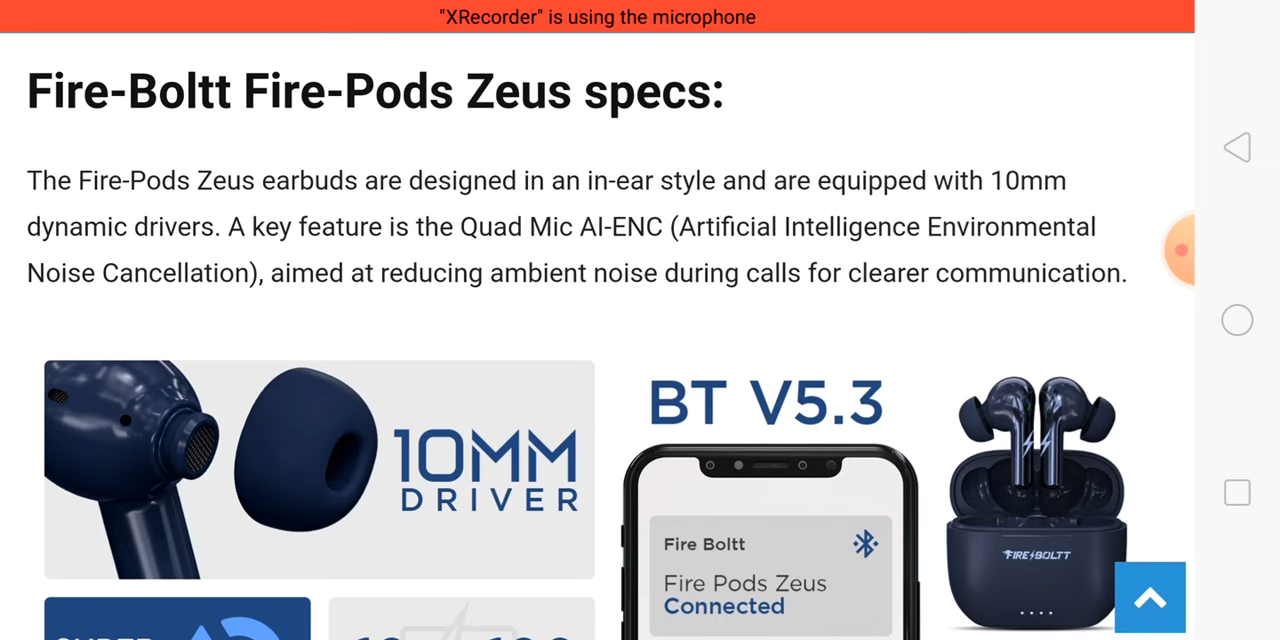 "XRecorder" is using the microphone
Fire-Boltt Fire-Pods Zeus specs:
The Fire-Pods Zeus earbuds are designed in an in-ear style and are equipped with 10mm
dynamic drivers. A key feature is the Quad Mic AI-ENC (Artificial Intelligence Environmental
Noise Cancellation), aimed at reducing ambient noise during calls for clearer communication.
10MM
DRIVER
BT V5.3
Fire Boltt
Fire Pods Zeus
Connected
FIRE BOLTT